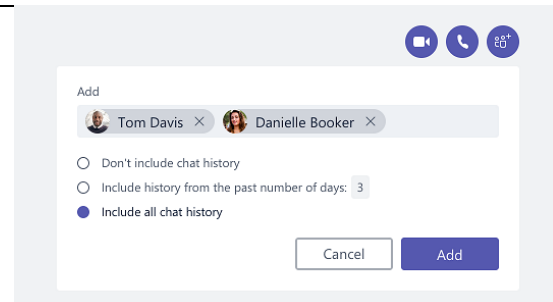 Add
Tom Davis Danielle Booker
Don't include chat history
Include history from the past number of days: 3
Include all chat history
Cancel Add